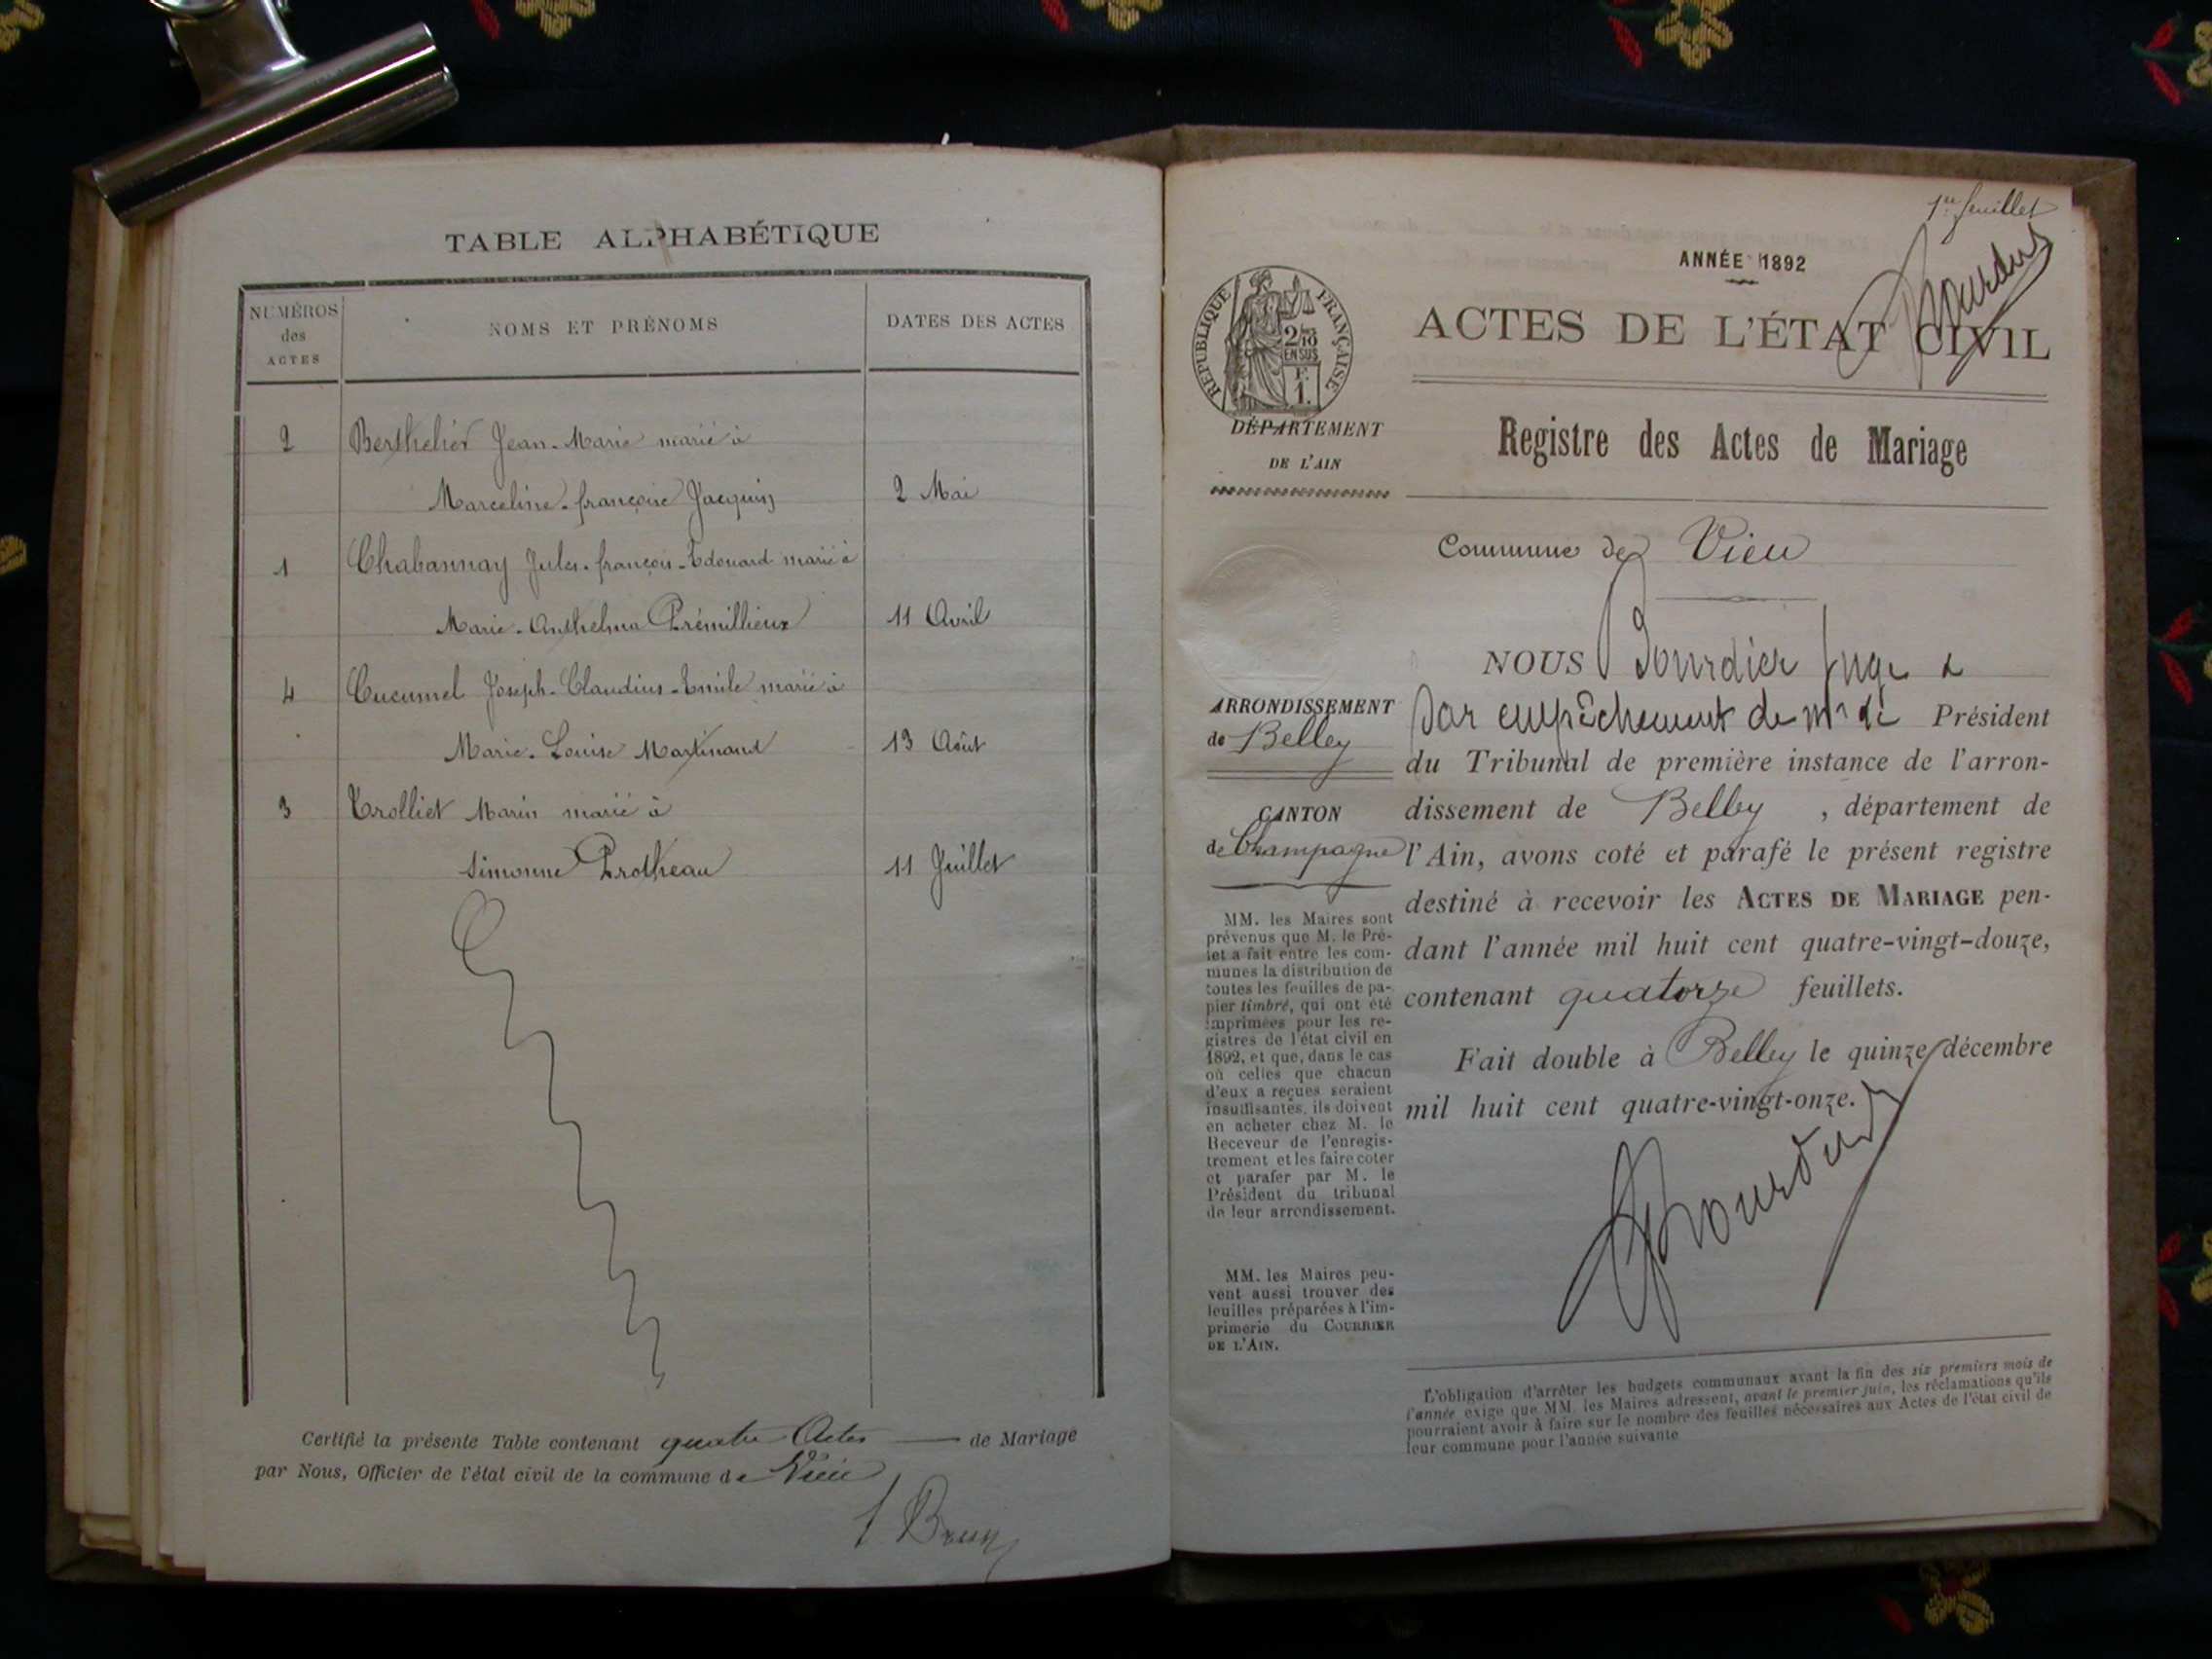 TABLE ALPHABÉTIQUE
NUMÉROS des ACTES
NOMS ET PRÉNOMS
DATES DES ACTES
2 Berthelier Jean-Marie marié à
Marceline-françoise Jacquin 2 Mai
1 Chabannay Jules-françois-Edouard marié à
Marie-Anthelma Prémillieux 11 Avril
4 Cucumel Joseph-Claudius-Emile marié à
Marie-Louise Martinand 13 Août
3 Trolliet Marin marié à
Simonne Protheau 11 Juillet
Certifié la présente Table contenant quatre Actes de Mariage
par Nous, Officier de l'état civil de la commune de Vieu
Brun
1er feuillet
ANNÉE 1892
ACTES DE L'ÉTAT CIVIL
RÉPUBLIQUE FRANÇAISE
2/10
EN SUS
F.
1.
DÉPARTEMENT
DE L'AIN
Registre des Actes de Mariage
Commune de Vieu
ARRONDISSEMENT
de Belley
CANTON
de Champagne
NOUS Bourdier Juge
par empêchement de Mr le Président
du Tribunal de première instance de l'arron-
dissement de Belley, département de
l'Ain, avons coté et parafé le présent registre
destiné à recevoir les ACTES DE MARIAGE pen-
dant l'année mil huit cent quatre-vingt-douze,
contenant quatorze feuillets.
Fait double à Belley le quinze décembre
mil huit cent quatre-vingt-onze.
MM. les Maires sont
prévenus que M. le Pré-
fet a fait entre les com-
munes la distribution de
toutes les feuilles de pa-
pier timbré, qui ont été
imprimées pour les re-
gistres de l'état civil en
1892, et que, dans le cas
où celles que chacun
d'eux a reçues seraient
insuffisantes, ils doivent
en acheter chez M. le
Receveur de l'enregis-
trement et les faire coter
et parafer par M. le
Président du tribunal
de leur arrondissement.
MM. les Maires peu-
vent aussi trouver des
feuilles préparées à l'im-
primerie du COURRIER
DE L'AIN.
L'obligation d'arrêter les budgets communaux avant la fin des six premiers mois de
l'année exige que MM. les Maires adressent, avant le premier juin, les réclamations qu'ils
pourraient avoir à faire sur le nombre des feuilles nécessaires aux Actes de l'état civil de
leur commune pour l'année suivante